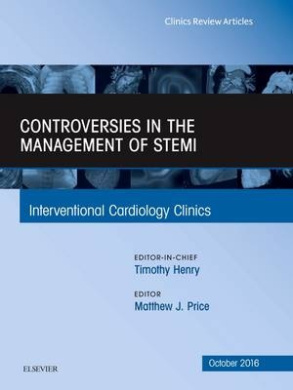 Clinics Review Articles
CONTROVERSIES IN THE
MANAGEMENT OF STEMI
Interventional Cardiology Clinics
EDITOR-IN-CHIEF
Timothy Henry
EDITOR
Matthew J. Price
ELSEVIER
October 2016